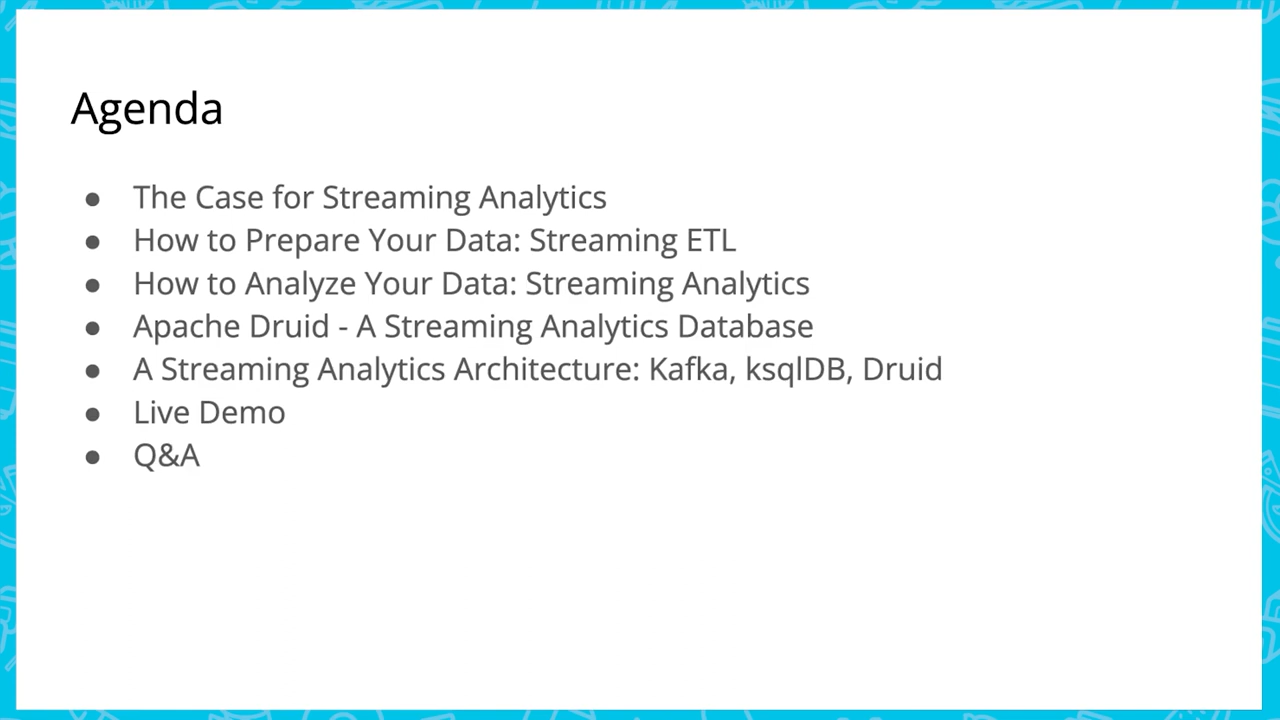 Agenda
● The Case for Streaming Analytics
● How to Prepare Your Data: Streaming ETL
● How to Analyze Your Data: Streaming Analytics
● Apache Druid - A Streaming Analytics Database
● A Streaming Analytics Architecture: Kafka, ksqlDB, Druid
● Live Demo
● Q&A